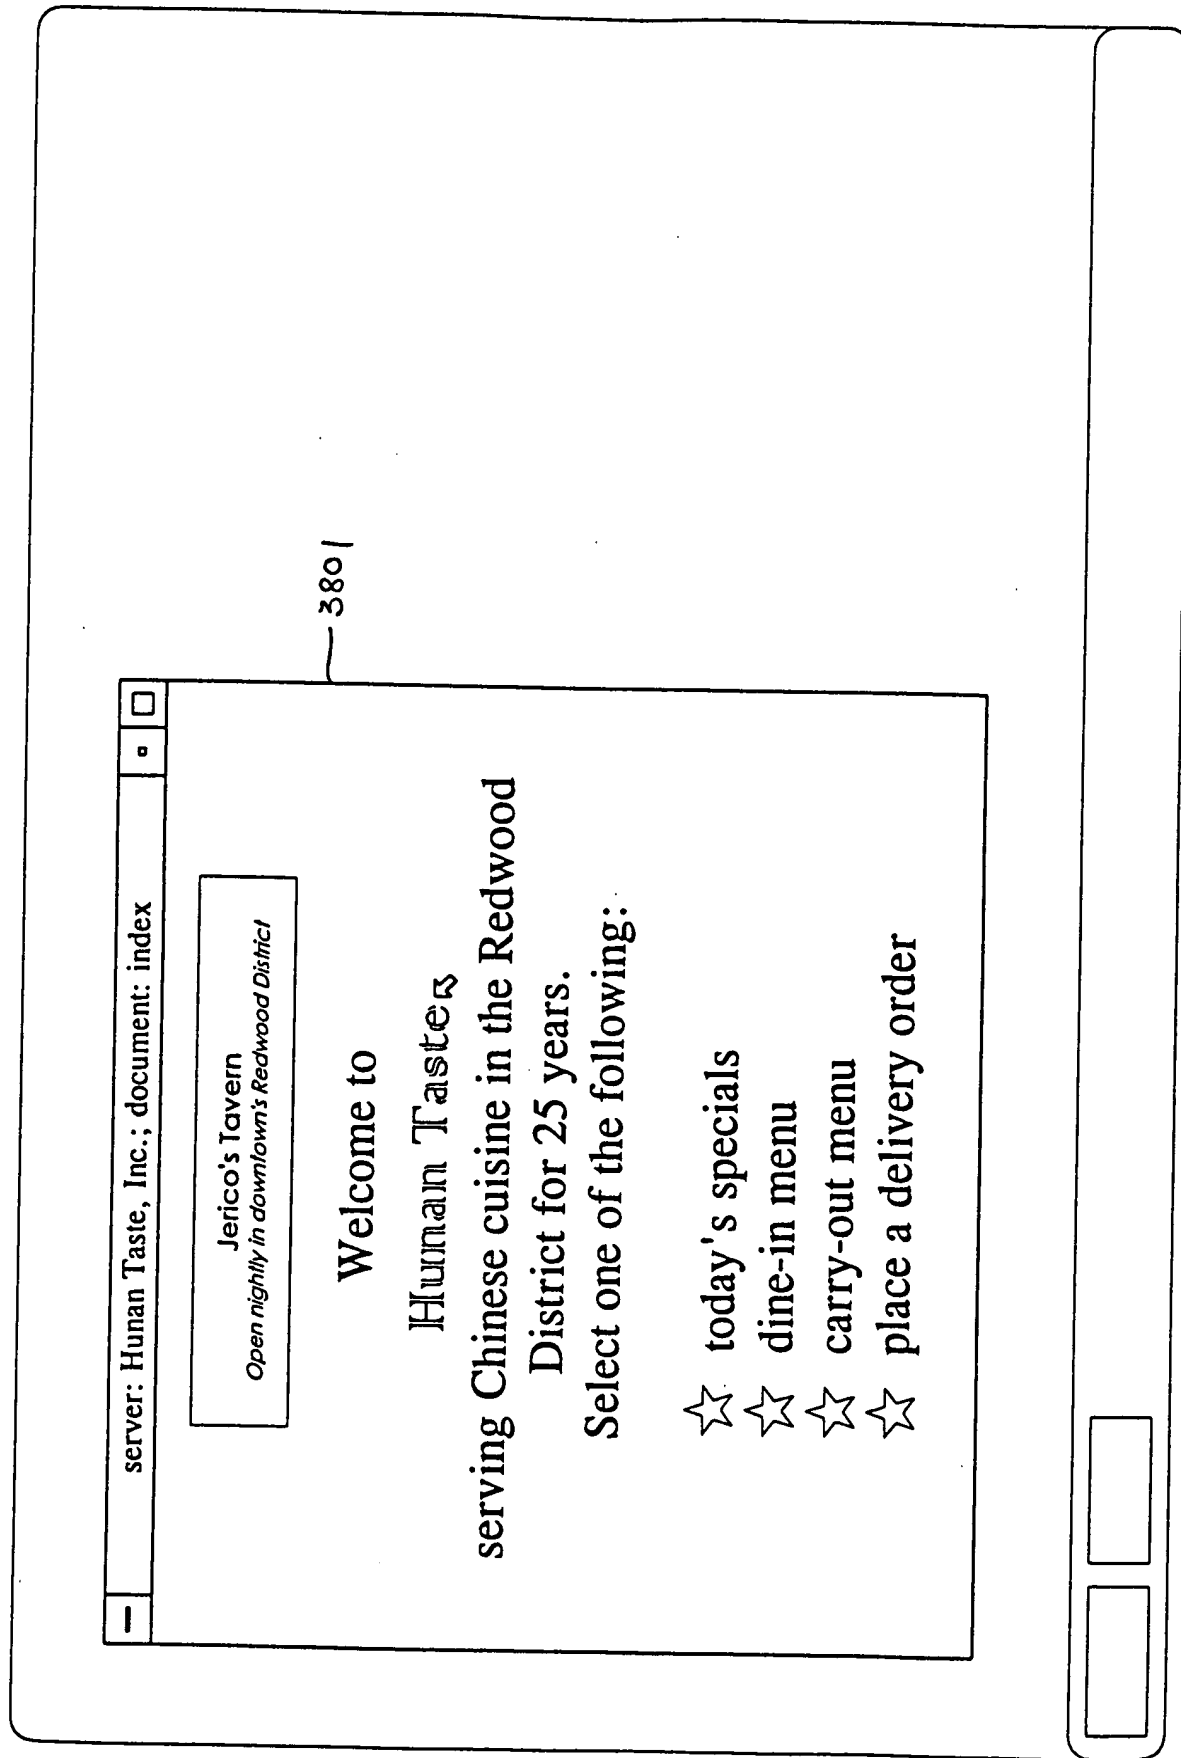 server: Hunan Taste, Inc.; document: index
Jerico's Tavern
Open nightly in downtown's Redwood District
Welcome to
Hunan Taste
serving Chinese cuisine in the Redwood
District for 25 years.
Select one of the following:
today's specials
dine-in menu
carry-out menu
place a delivery order
3801